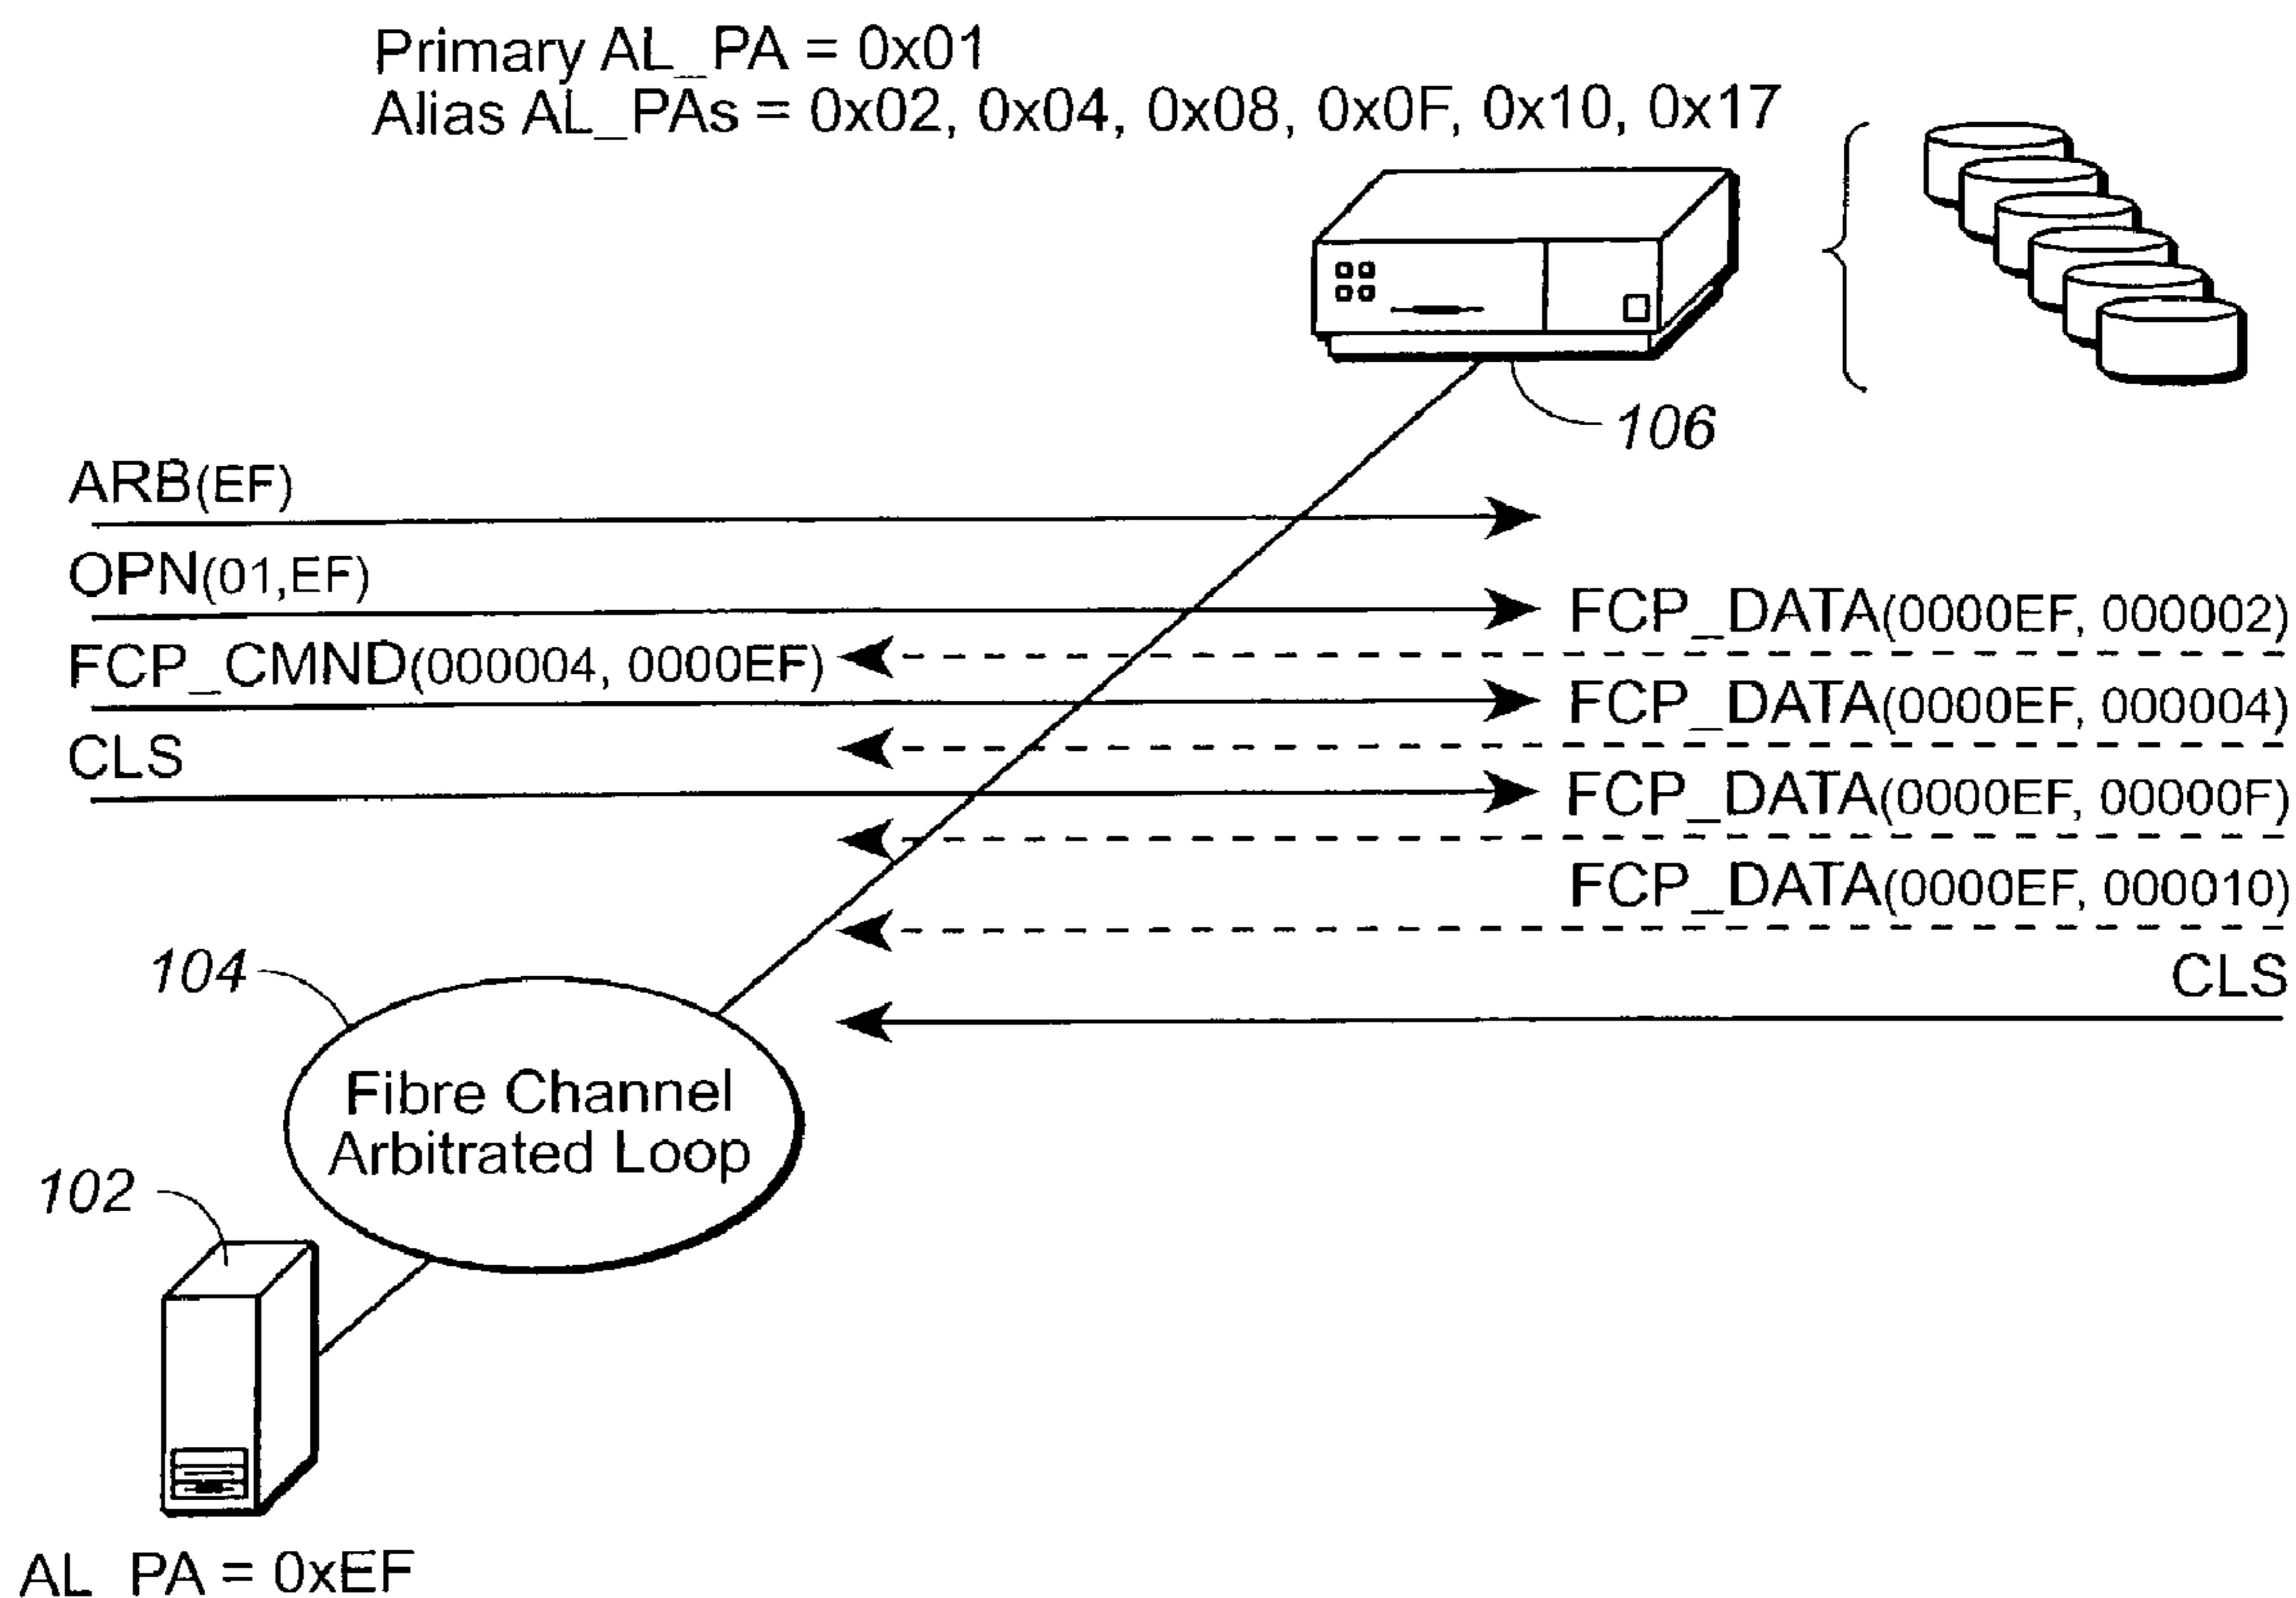 Primary AL_PA = 0x01
Alias AL_PAs = 0x02, 0x04, 0x08, 0x0F, 0x10, 0x17
106
ARB(EF)
OPN(01,EF)
FCP_DATA(0000EF, 000002)
FCP_CMND(000004, 0000EF)
FCP_DATA(0000EF, 000004)
CLS
FCP_DATA(0000EF, 00000F)
FCP_DATA(0000EF, 000010)
CLS
104
Fibre Channel
Arbitrated Loop
102
AL PA = 0xEF